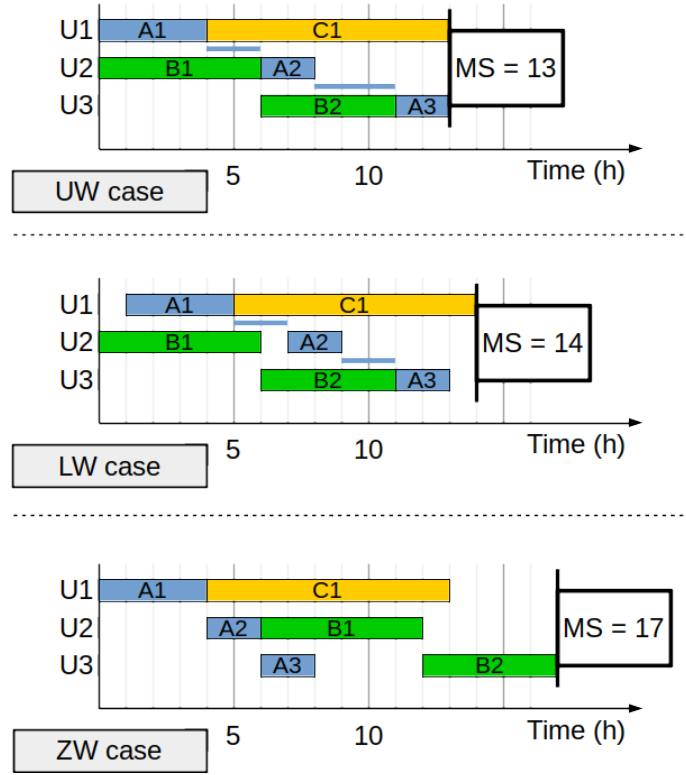 U1 A1 C1
U2 B1 A2
MS = 13
U3 B2 A3
5 10 Time (h)
UW case
U1 A1 C1
U2 B1 A2
MS = 14
U3 B2 A3
5 10 Time (h)
LW case
U1 A1 C1
U2 A2 B1
MS = 17
U3 A3 B2
5 10 Time (h)
ZW case